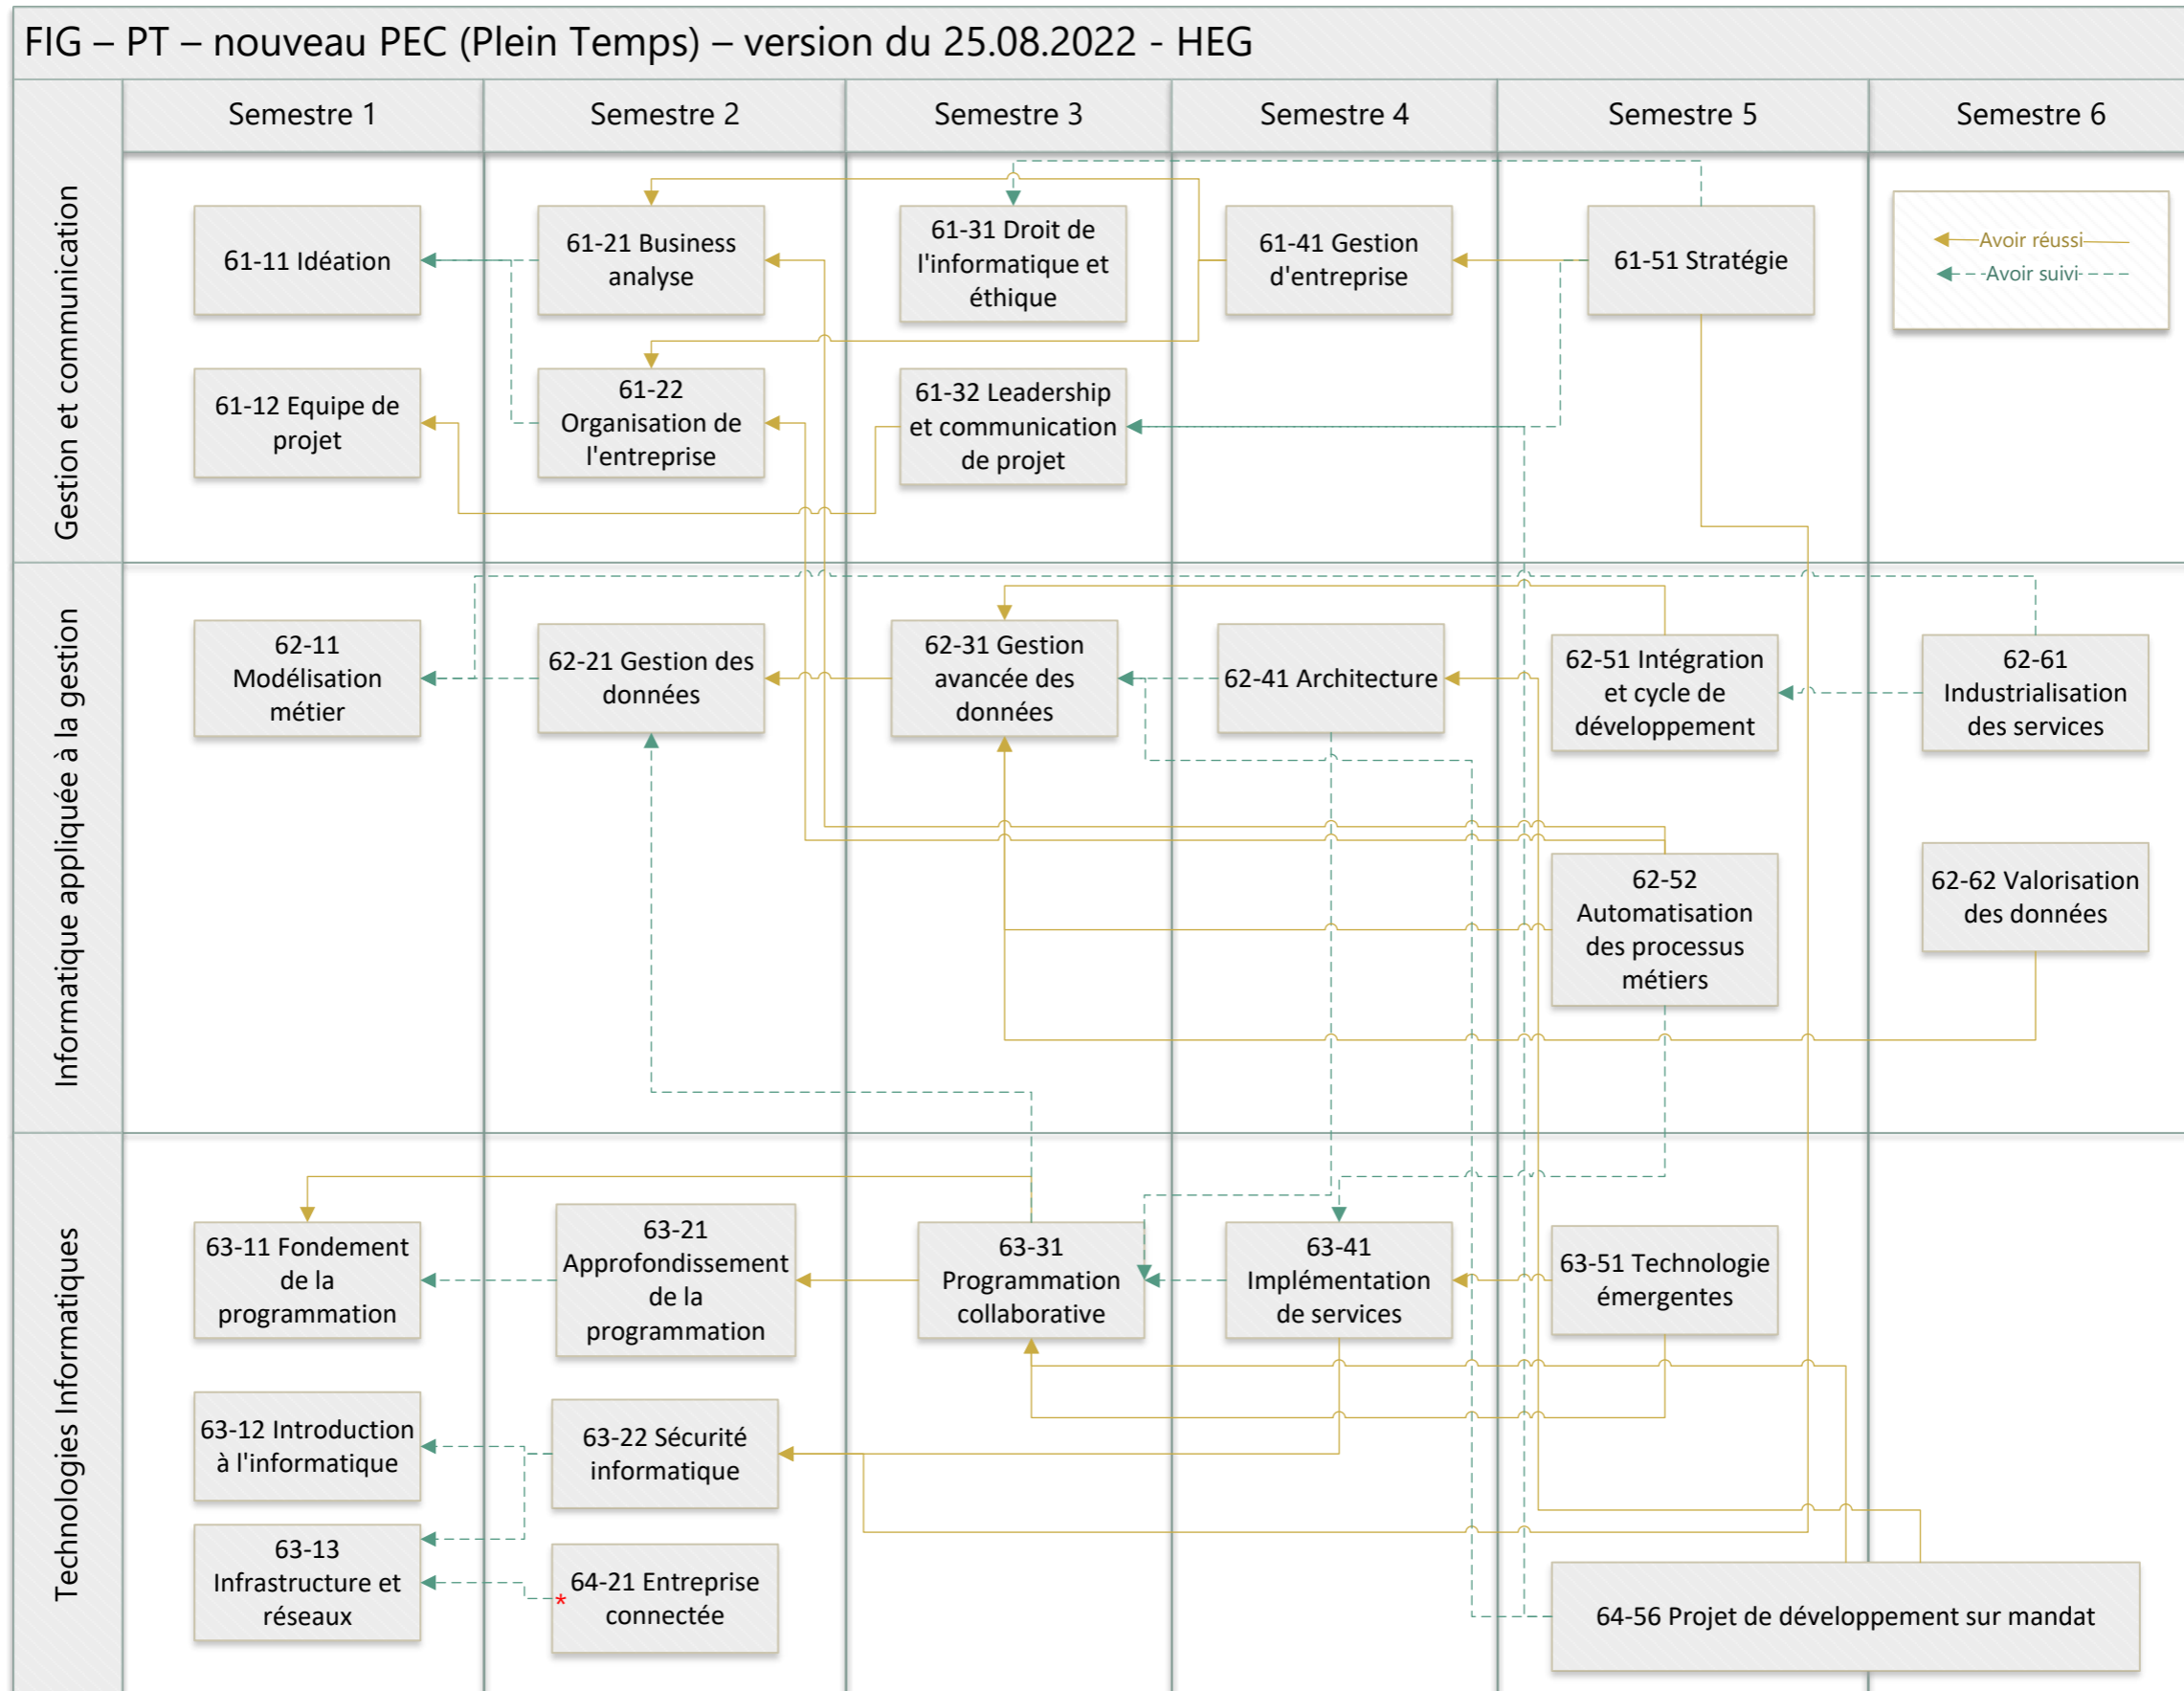 FIG – PT – nouveau PEC (Plein Temps) – version du 25.08.2022 - HEG
Semestre 1
Semestre 2
Semestre 3
Semestre 4
Semestre 5
Semestre 6
Gestion et communication
61-11 Idéation
61-21 Business
analyse
61-31 Droit de
l'informatique et
éthique
61-41 Gestion
d'entreprise
61-51 Stratégie
Avoir réussi
Avoir suivi
61-12 Equipe de
projet
61-22
Organisation de
l'entreprise
61-32 Leadership
et communication
de projet
Informatique appliquée à la gestion
62-11
Modélisation
métier
62-21 Gestion des
données
62-31 Gestion
avancée des
données
62-41 Architecture
62-51 Intégration
et cycle de
développement
62-61
Industrialisation
des services
62-52
Automatisation
des processus
métiers
62-62 Valorisation
des données
Technologies Informatiques
63-11 Fondement
de la
programmation
63-21
Approfondissement
de la
programmation
63-31
Programmation
collaborative
63-41
Implémentation
de services
63-51 Technologie
émergentes
63-12 Introduction
à l'informatique
63-22 Sécurité
informatique
63-13
Infrastructure et
réseaux
64-21 Entreprise
connectée
*
64-56 Projet de développement sur mandat